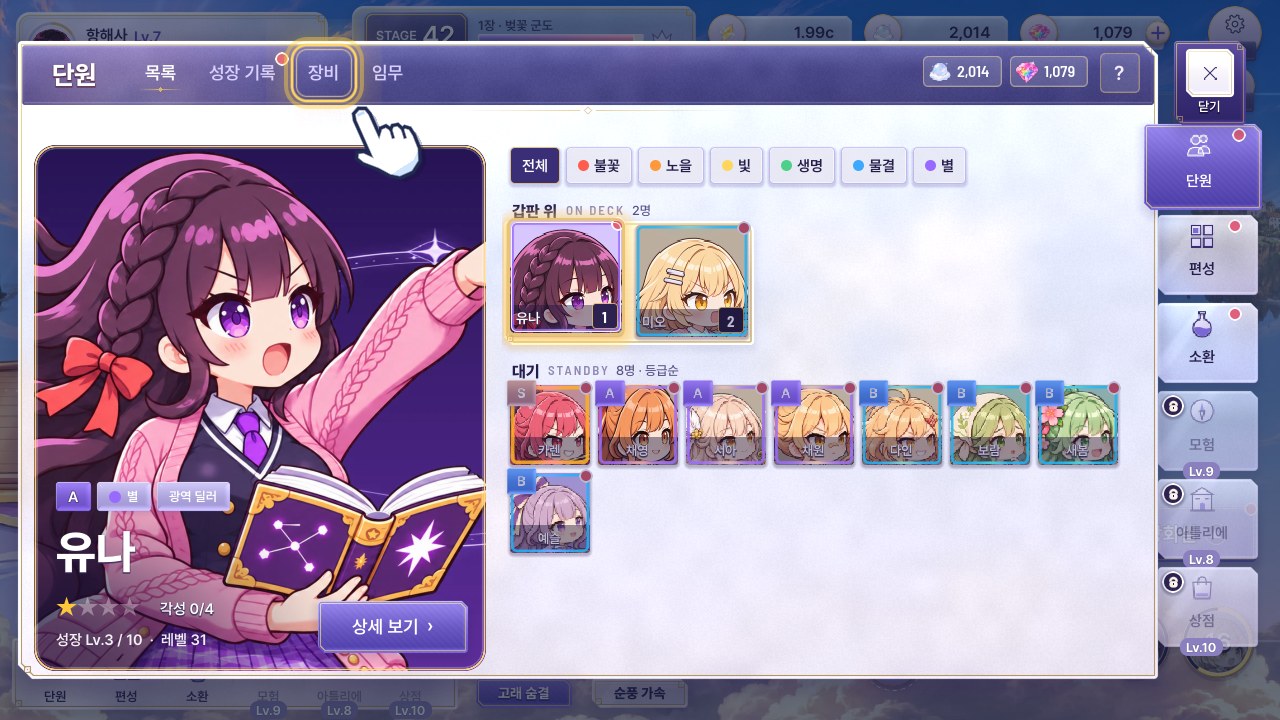 항해사 Lv.7
STAGE 42
1장 · 벚꽃 군도
1.99c
2,014
1,079
단원
목록
성장 기록
장비
임무
2,014
1,079
?
닫기
전체
불꽃
노을
빛
생명
물결
별
갑판 위 ON DECK 2명
유나 1
미오 2
대기 STANDBY 8명 · 등급순
S 카렌
A 채영
A 서아
A 재원
B 다인
B 보람
B 새봄
B 예슬
A 별 광역 딜러
유나
각성 0/4
성장 Lv.3 / 10 · 레벨 31
상세 보기 ›
단원
편성
소환
모험
Lv.9
아틀리에
Lv.8
상점
Lv.10
단원
편성
소환
모험
Lv.9
아틀리에
Lv.8
상점
Lv.10
고래 숨결
순풍 가속